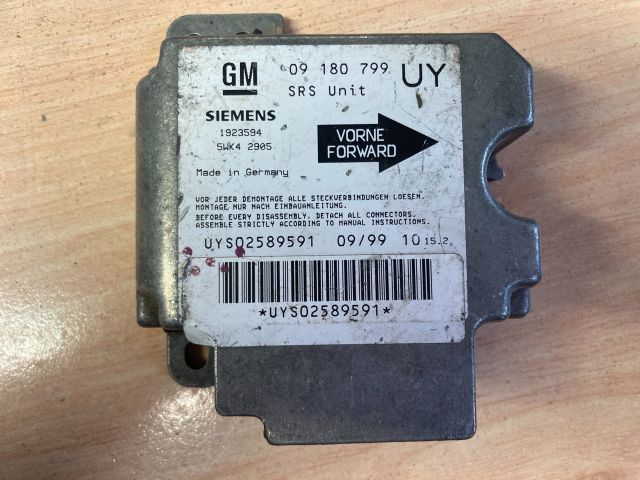 GM 09 180 799 UY
SRS Unit
SIEMENS
1923594
5WK4 2905
VORNE
FORWARD
Made in Germany
VOR JEDER DEMONTAGE ALLE STECKVERBINDUNGEN LOESEN.
MONTAGE NUR NACH EINBAUANLEITUNG.
BEFORE EVERY DISASSEMBLY, DETACH ALL CONNECTORS.
ASSEMBLE STRICTLY ACCORDING TO MANUAL INSTRUCTIONS.
UYS02589591 09/99 10 15.2
*UYS02589591*